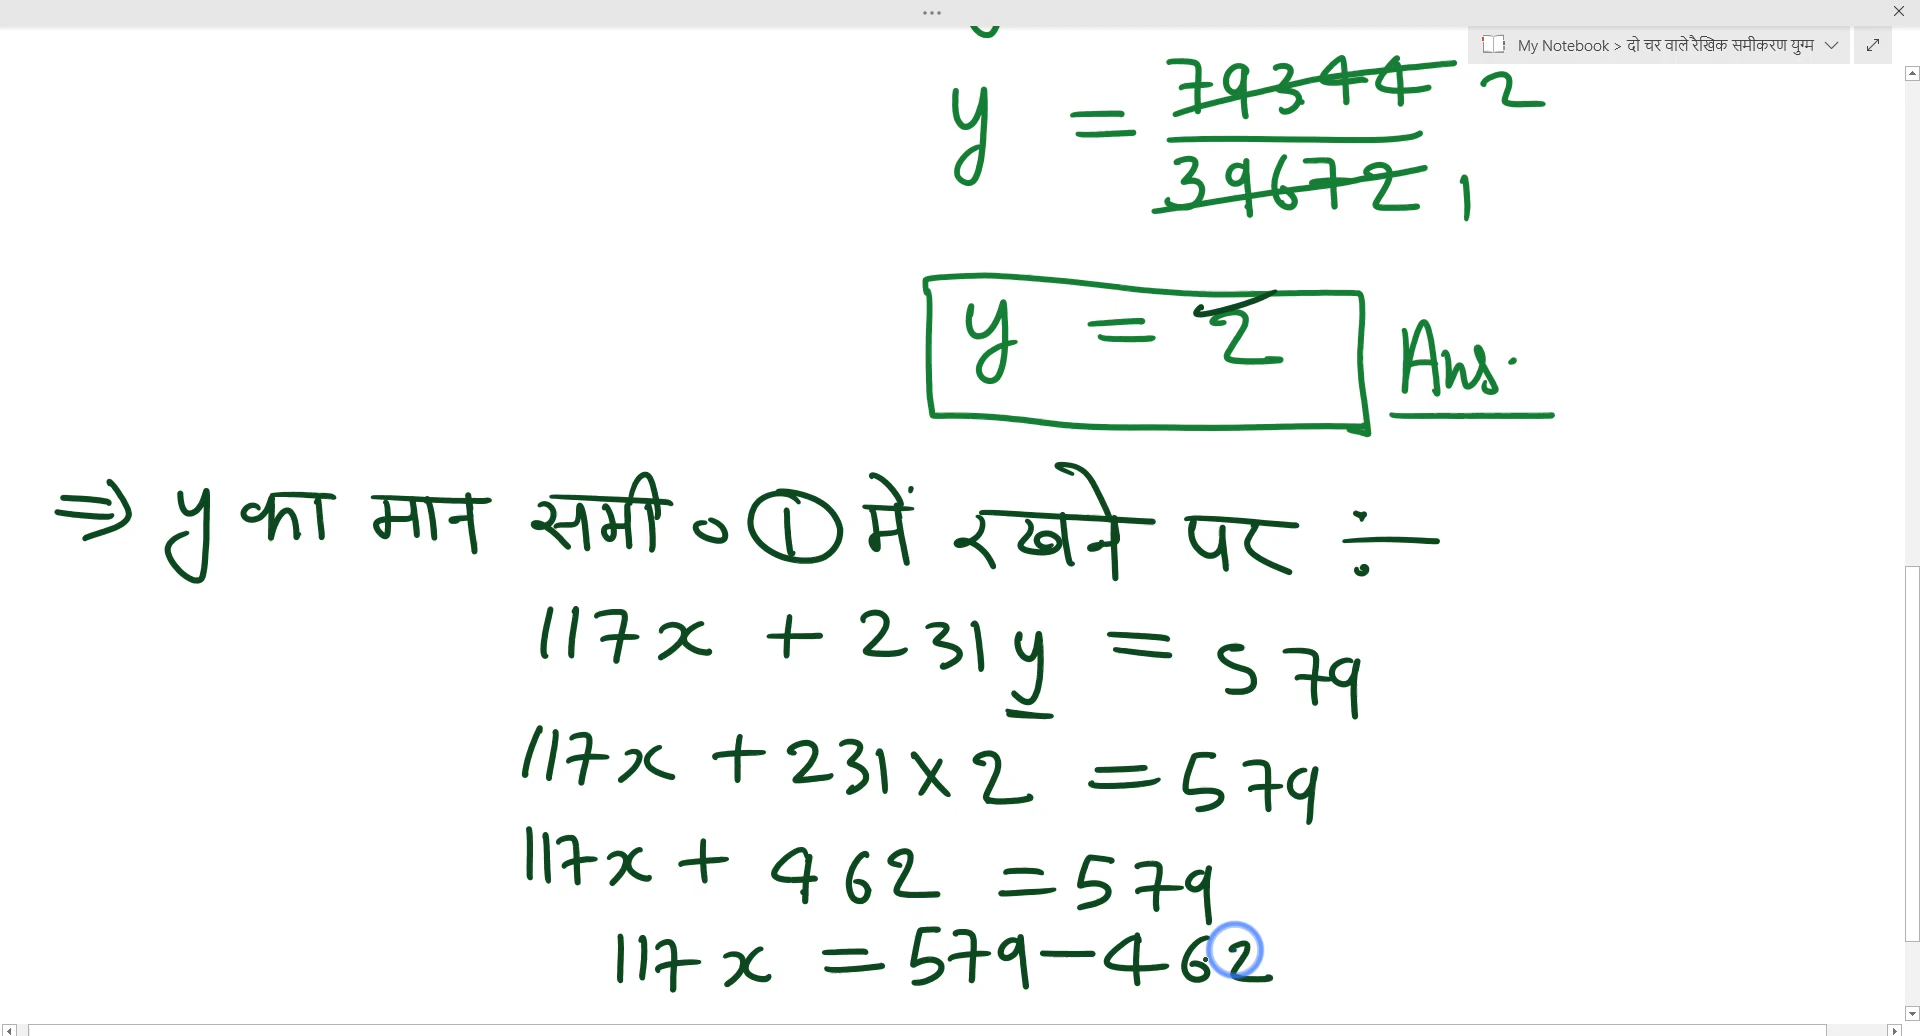 My Notebook > दो चर वाले रैखिक समीकरण युग्म
y = 79344 2
39672 1
y = 2 Ans.
⇒ y का मान समी० ① में रखने पर ÷
117x + 231y = 579
117x + 231 × 2 = 579
117x + 462 = 579
117x = 579 - 462